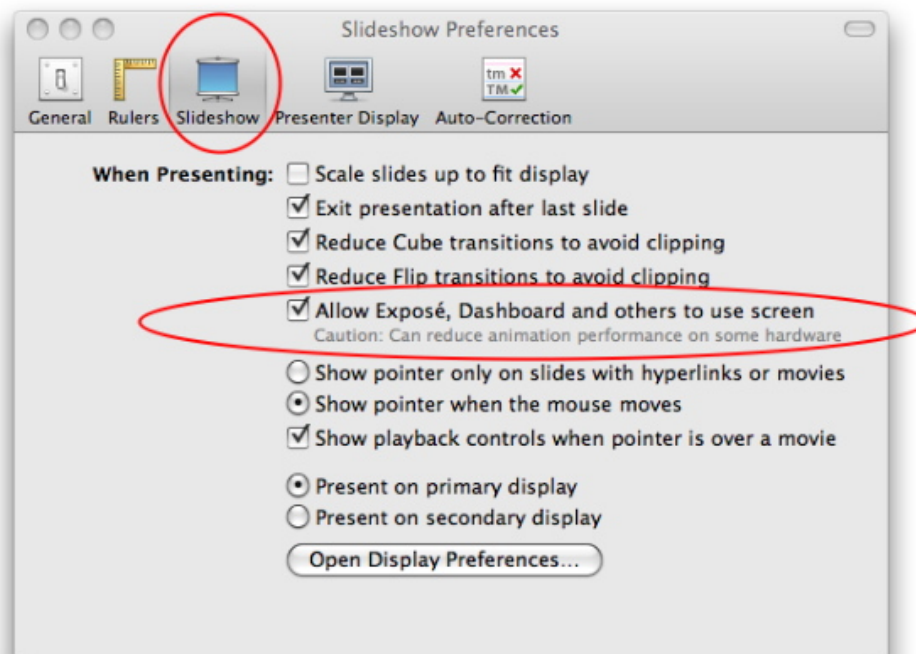 Slideshow Preferences
tm
TM
General Rulers Slideshow Presenter Display Auto-Correction
When Presenting: Scale slides up to fit display
Exit presentation after last slide
Reduce Cube transitions to avoid clipping
Reduce Flip transitions to avoid clipping
Allow Exposé, Dashboard and others to use screen
Caution: Can reduce animation performance on some hardware
Show pointer only on slides with hyperlinks or movies
Show pointer when the mouse moves
Show playback controls when pointer is over a movie
Present on primary display
Present on secondary display
Open Display Preferences...